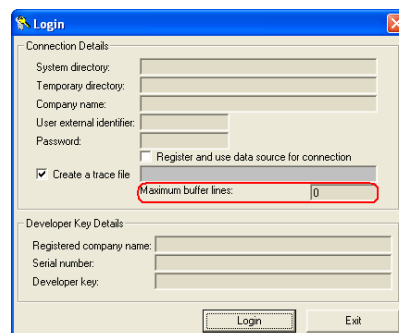 Login
Connection Details
System directory:
Temporary directory:
Company name:
User external identifier:
Password:
Register and use data source for connection
Create a trace file
Maximum buffer lines: 0
Developer Key Details
Registered company name:
Serial number:
Developer key:
Login Exit